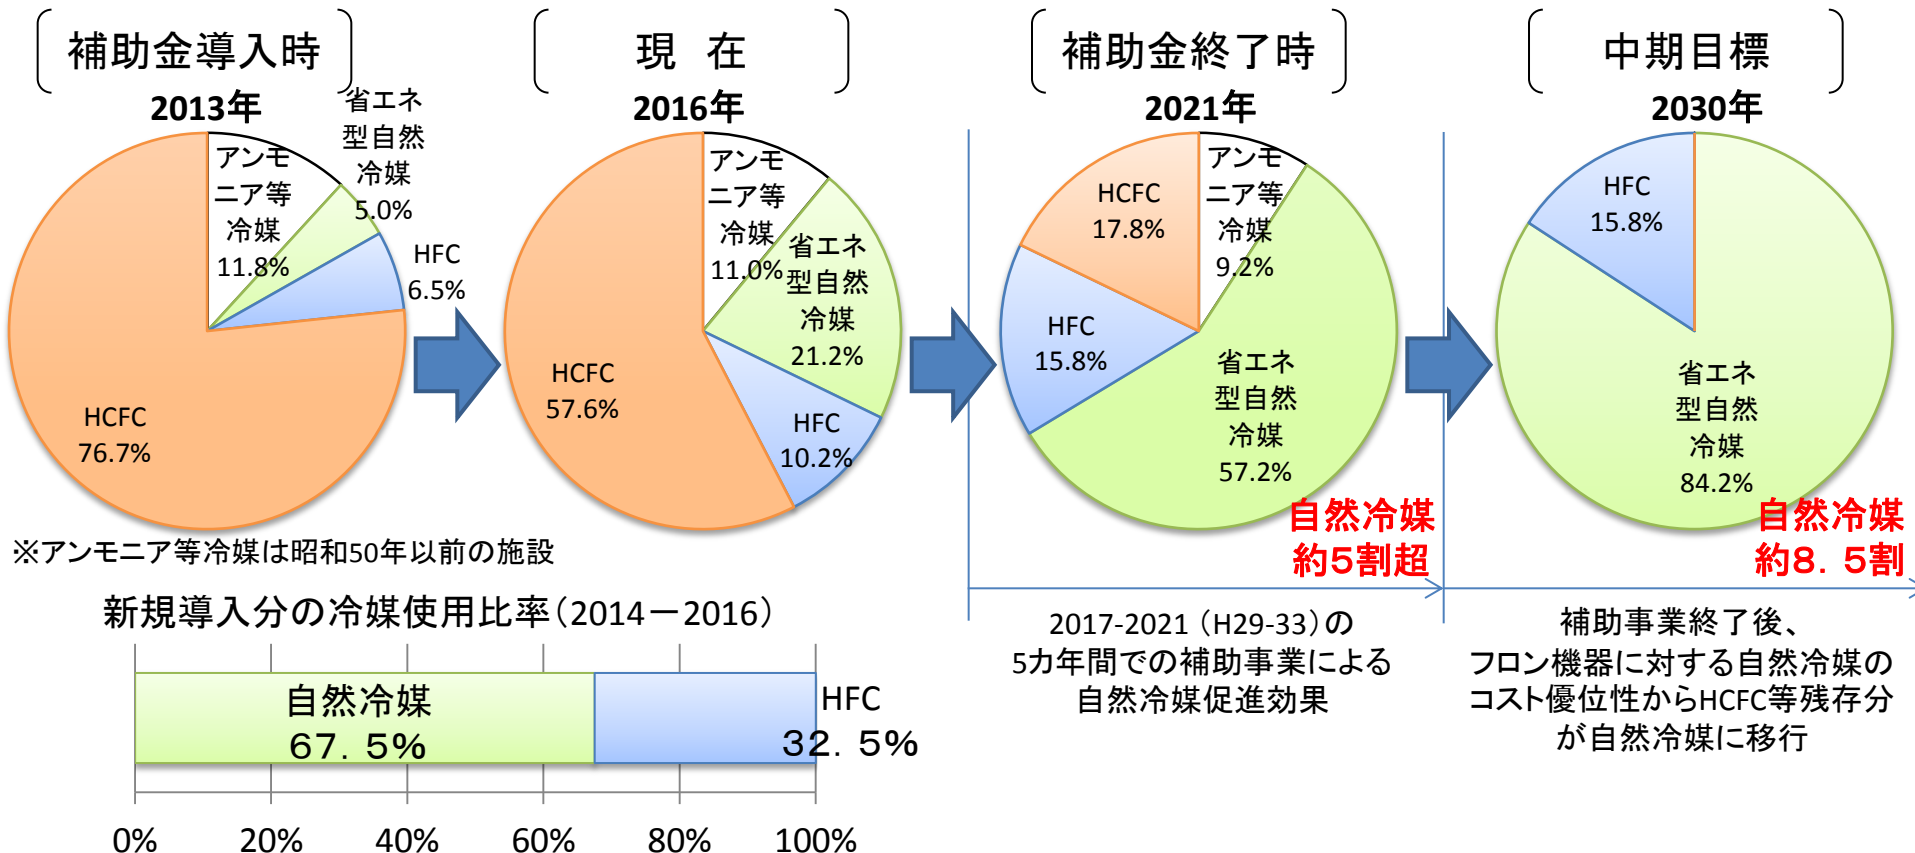 補助金導入時
2013年
アンモ
ニア等
冷媒
11.8%
省エネ
型自然
冷媒
5.0%
HFC
6.5%
HCFC
76.7%
現 在
2016年
アンモ
ニア等
冷媒
11.0%
省エネ
型自然
冷媒
21.2%
HFC
10.2%
HCFC
57.6%
補助金終了時
2021年
アンモ
ニア等
冷媒
9.2%
省エネ
型自然
冷媒
57.2%
HFC
15.8%
HCFC
17.8%
自然冷媒
約5割超
中期目標
2030年
HFC
15.8%
省エネ
型自然
冷媒
84.2%
自然冷媒
約8．5割
※アンモニア等冷媒は昭和50年以前の施設
新規導入分の冷媒使用比率（2014－2016）
自然冷媒
67．5%
HFC
32．5%
0%
20%
40%
60%
80%
100%
2017-2021（H29-33）の
5カ年間での補助事業による
自然冷媒促進効果
補助事業終了後、
フロン機器に対する自然冷媒の
コスト優位性からHCFC等残存分
が自然冷媒に移行